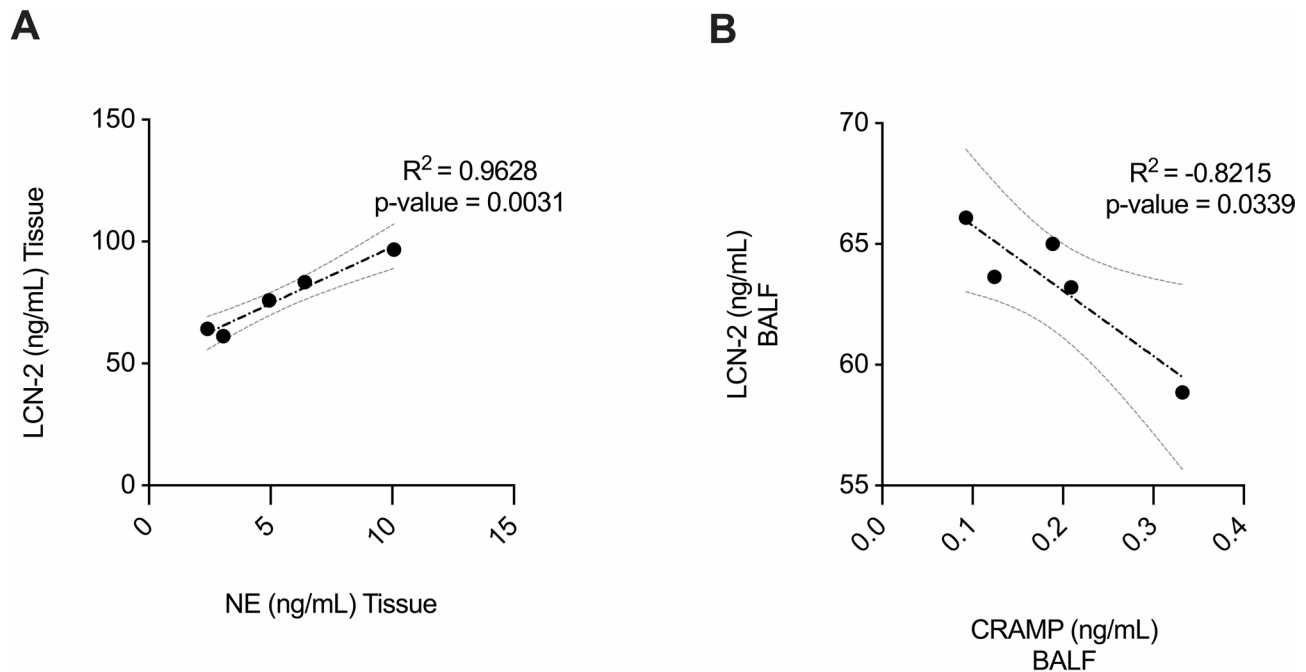 A
150
100
50
0
R2 = 0.9628
p-value = 0.0031
LCN-2 (ng/mL) Tissue
0
5
10
15
NE (ng/mL) Tissue
B
70
65
60
55
R2 = -0.8215
p-value = 0.0339
LCN-2 (ng/mL)
BALF
0.0
0.1
0.2
0.3
0.4
CRAMP (ng/mL)
BALF